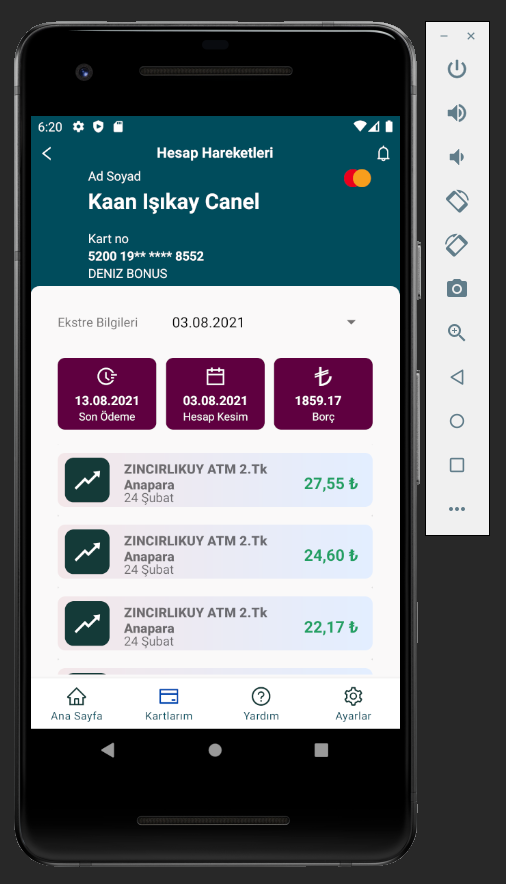 6:20
Hesap Hareketleri
Ad Soyad
Kaan Işıkay Canel
Kart no
5200 19** **** 8552
DENIZ BONUS
Ekstre Bilgileri 03.08.2021
13.08.2021
Son Ödeme
03.08.2021
Hesap Kesim
1859.17
Borç
ZINCIRLIKUY ATM 2.Tk
Anapara
24 Şubat
27,55 ₺
ZINCIRLIKUY ATM 2.Tk
Anapara
24 Şubat
24,60 ₺
ZINCIRLIKUY ATM 2.Tk
Anapara
24 Şubat
22,17 ₺
Ana Sayfa
Kartlarım
Yardım
Ayarlar